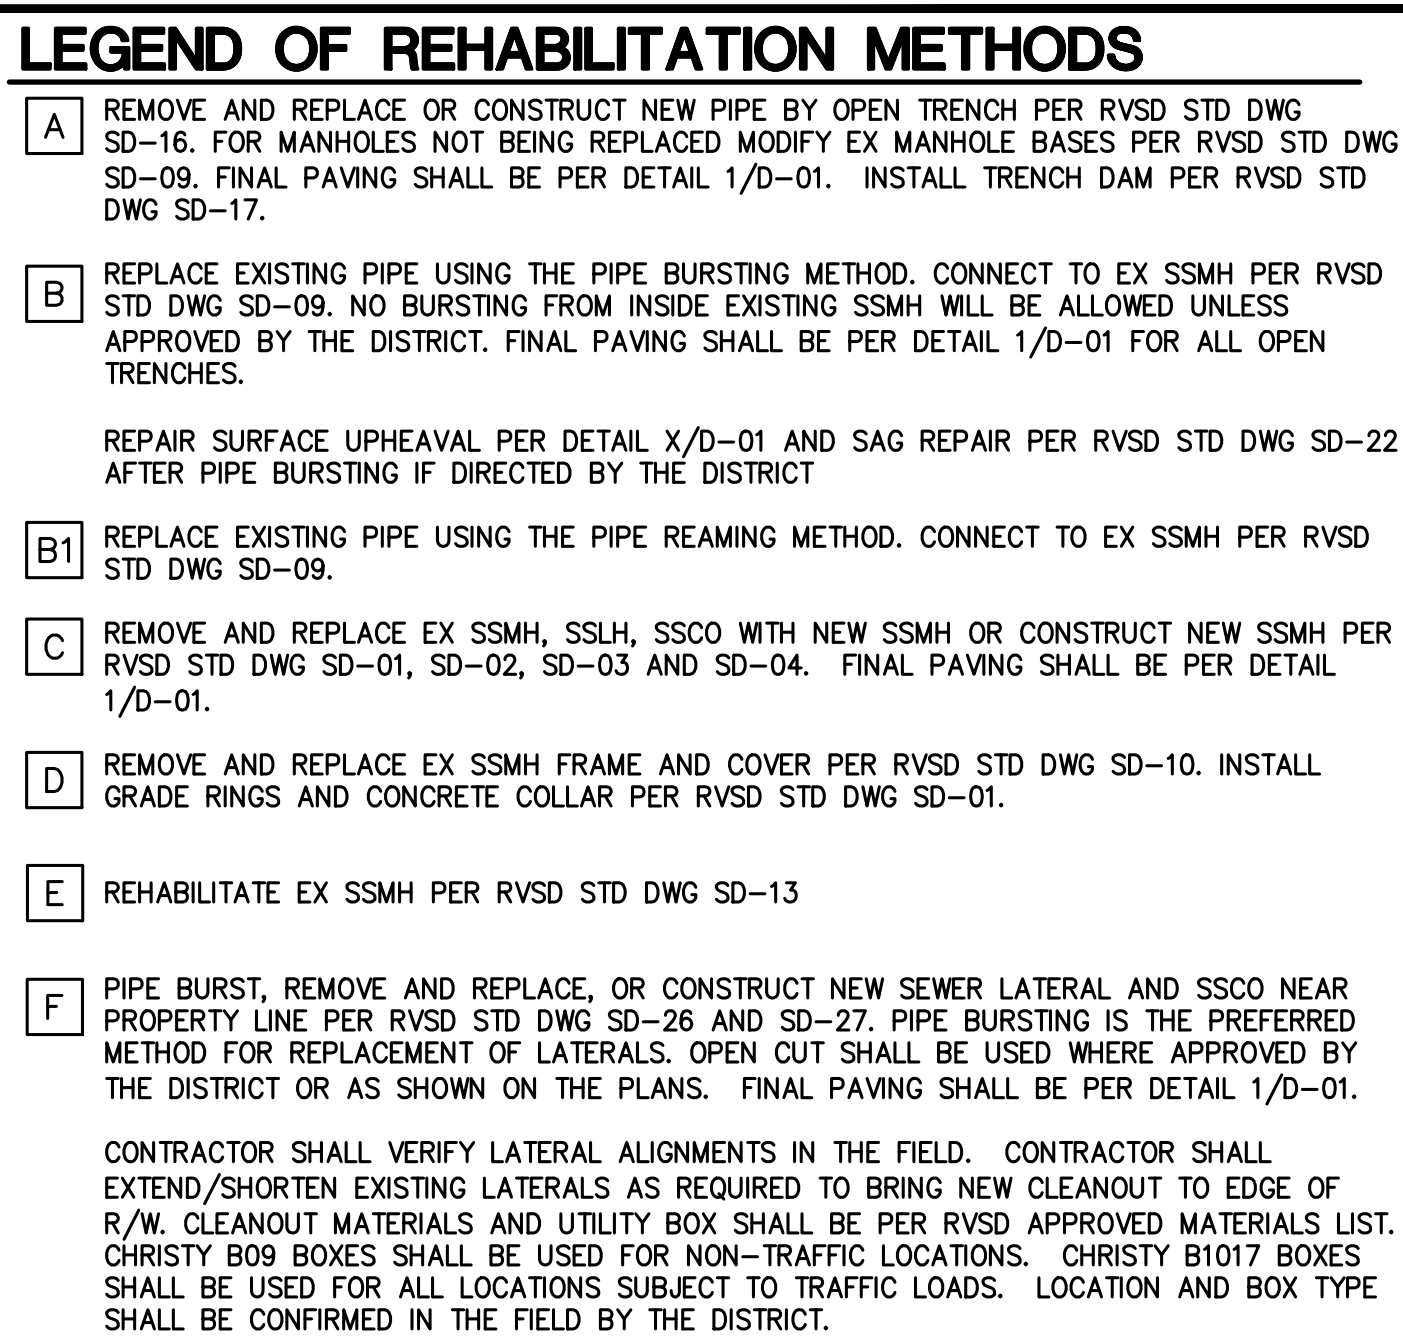 LEGEND OF REHABILITATION METHODS
A REMOVE AND REPLACE OR CONSTRUCT NEW PIPE BY OPEN TRENCH PER RVSD STD DWG
SD-16. FOR MANHOLES NOT BEING REPLACED MODIFY EX MANHOLE BASES PER RVSD STD DWG
SD-09. FINAL PAVING SHALL BE PER DETAIL 1/D-01. INSTALL TRENCH DAM PER RVSD STD
DWG SD-17.
B REPLACE EXISTING PIPE USING THE PIPE BURSTING METHOD. CONNECT TO EX SSMH PER RVSD
STD DWG SD-09. NO BURSTING FROM INSIDE EXISTING SSMH WILL BE ALLOWED UNLESS
APPROVED BY THE DISTRICT. FINAL PAVING SHALL BE PER DETAIL 1/D-01 FOR ALL OPEN
TRENCHES.
REPAIR SURFACE UPHEAVAL PER DETAIL X/D-01 AND SAG REPAIR PER RVSD STD DWG SD-22
AFTER PIPE BURSTING IF DIRECTED BY THE DISTRICT
B1 REPLACE EXISTING PIPE USING THE PIPE REAMING METHOD. CONNECT TO EX SSMH PER RVSD
STD DWG SD-09.
C REMOVE AND REPLACE EX SSMH, SSLH, SSCO WITH NEW SSMH OR CONSTRUCT NEW SSMH PER
RVSD STD DWG SD-01, SD-02, SD-03 AND SD-04. FINAL PAVING SHALL BE PER DETAIL
1/D-01.
D REMOVE AND REPLACE EX SSMH FRAME AND COVER PER RVSD STD DWG SD-10. INSTALL
GRADE RINGS AND CONCRETE COLLAR PER RVSD STD DWG SD-01.
E REHABILITATE EX SSMH PER RVSD STD DWG SD-13
F PIPE BURST, REMOVE AND REPLACE, OR CONSTRUCT NEW SEWER LATERAL AND SSCO NEAR
PROPERTY LINE PER RVSD STD DWG SD-26 AND SD-27. PIPE BURSTING IS THE PREFERRED
METHOD FOR REPLACEMENT OF LATERALS. OPEN CUT SHALL BE USED WHERE APPROVED BY
THE DISTRICT OR AS SHOWN ON THE PLANS. FINAL PAVING SHALL BE PER DETAIL 1/D-01.
CONTRACTOR SHALL VERIFY LATERAL ALIGNMENTS IN THE FIELD. CONTRACTOR SHALL
EXTEND/SHORTEN EXISTING LATERALS AS REQUIRED TO BRING NEW CLEANOUT TO EDGE OF
R/W. CLEANOUT MATERIALS AND UTILITY BOX SHALL BE PER RVSD APPROVED MATERIALS LIST.
CHRISTY B09 BOXES SHALL BE USED FOR NON-TRAFFIC LOCATIONS. CHRISTY B1017 BOXES
SHALL BE USED FOR ALL LOCATIONS SUBJECT TO TRAFFIC LOADS. LOCATION AND BOX TYPE
SHALL BE CONFIRMED IN THE FIELD BY THE DISTRICT.